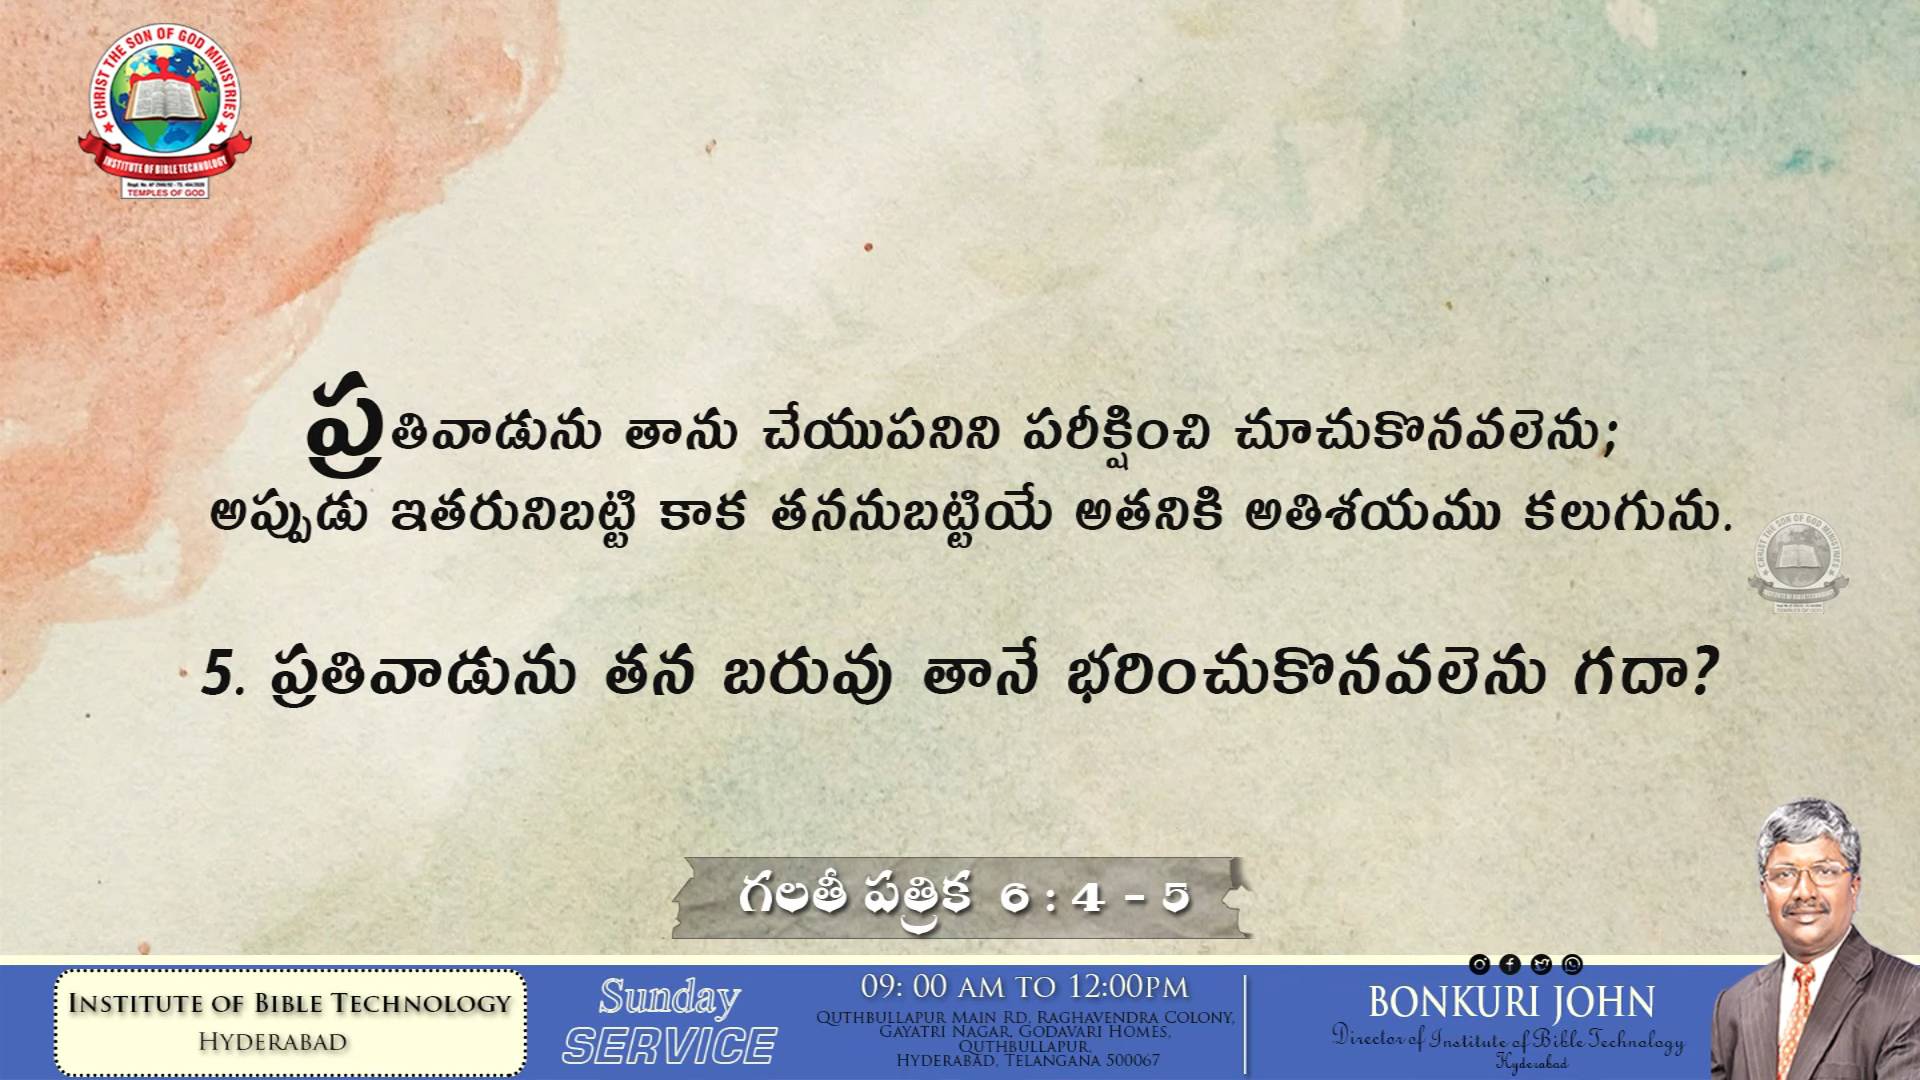 CHRIST THE SON OF GOD MINISTRIES
INSTITUTE OF BIBLE TECHNOLOGY
TEMPLES OF GOD
ప్రతివాడును తాను చేయుపనిని పరీక్షించి చూచుకొనవలెను;
అప్పుడు ఇతరునిబట్టి కాక తననుబట్టియే అతనికి అతిశయము కలుగును.
5. ప్రతివాడును తన బరువు తానే భరించుకొనవలెను గదా?
గలతీ పత్రిక 6 : 4 - 5
INSTITUTE OF BIBLE TECHNOLOGY
HYDERABAD
Sunday
SERVICE
09: 00 AM TO 12:00PM
QUTHBULLAPUR MAIN RD, RAGHAVENDRA COLONY,
GAYATRI NAGAR, GODAVARI HOMES,
QUTHBULLAPUR,
HYDERABAD, TELANGANA 500067
BONKURI JOHN
Director of Institute of Bible Technology
Hyderabad